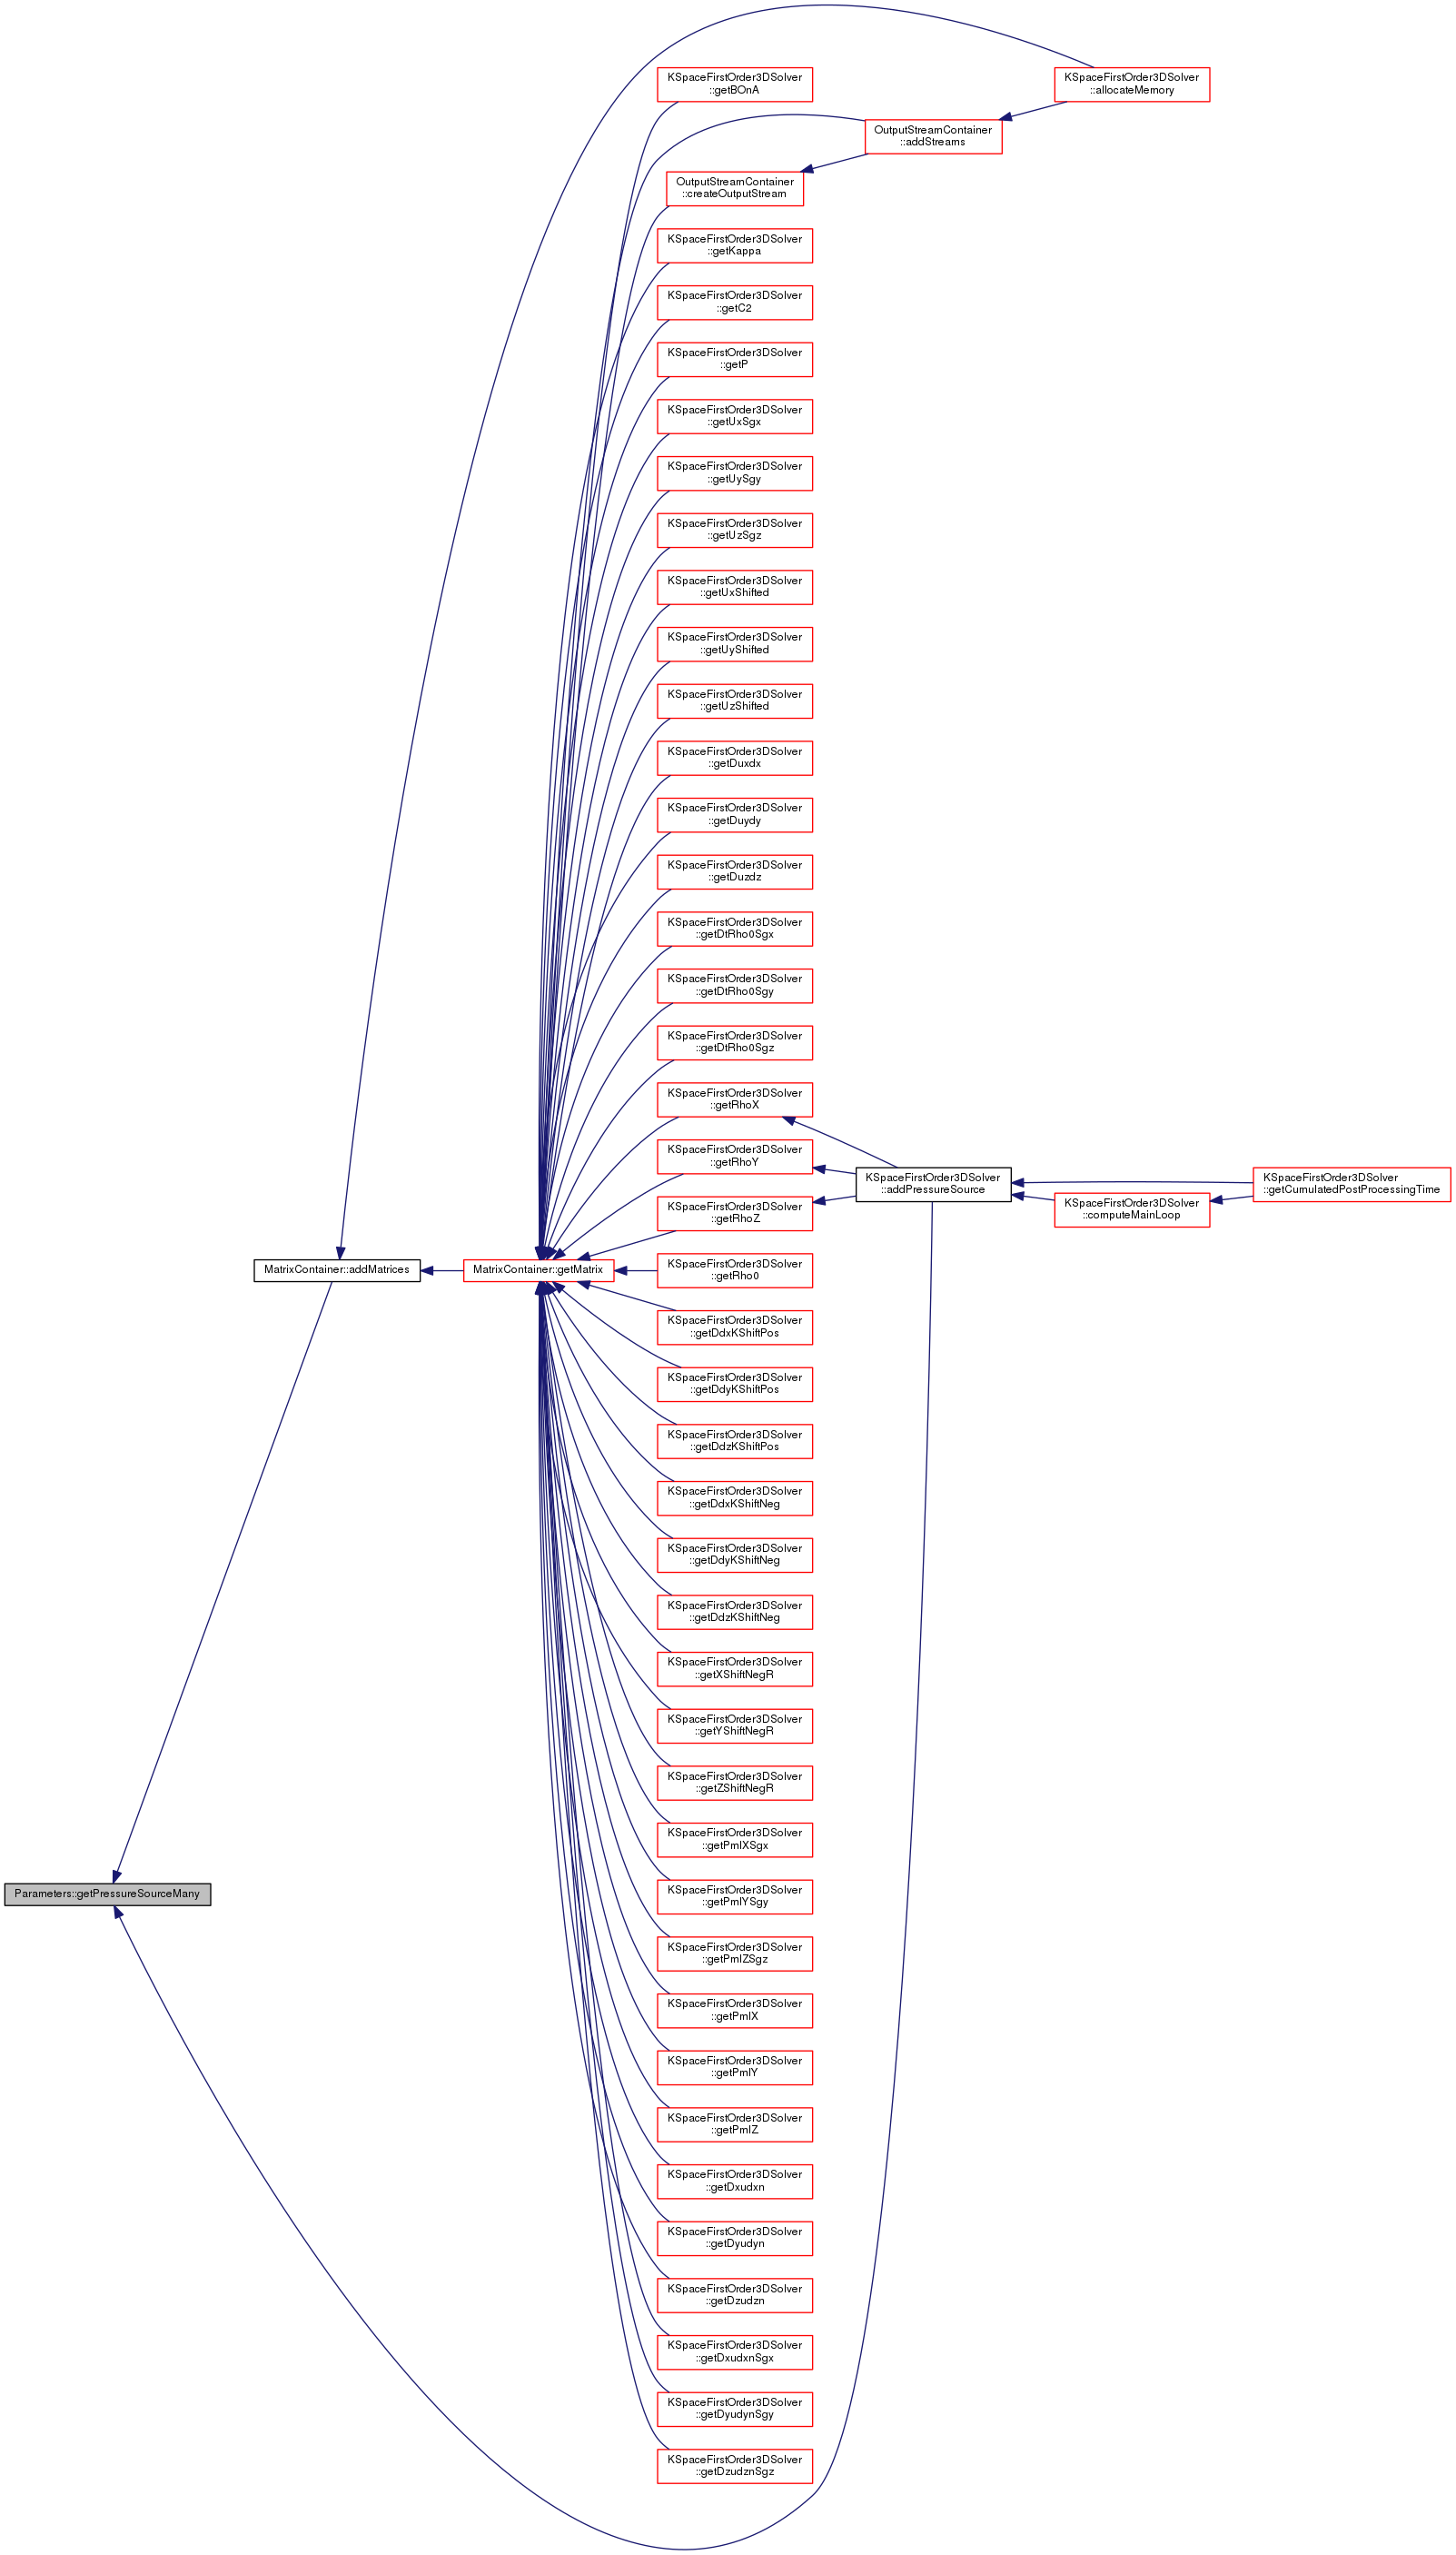 KSpaceFirstOrder3DSolver
::getBOnA
KSpaceFirstOrder3DSolver
::allocateMemory
OutputStreamContainer
::addStreams
OutputStreamContainer
::createOutputStream
KSpaceFirstOrder3DSolver
::getKappa
KSpaceFirstOrder3DSolver
::getC2
KSpaceFirstOrder3DSolver
::getP
KSpaceFirstOrder3DSolver
::getUxSgx
KSpaceFirstOrder3DSolver
::getUySgy
KSpaceFirstOrder3DSolver
::getUzSgz
KSpaceFirstOrder3DSolver
::getUxShifted
KSpaceFirstOrder3DSolver
::getUyShifted
KSpaceFirstOrder3DSolver
::getUzShifted
KSpaceFirstOrder3DSolver
::getDuxdx
KSpaceFirstOrder3DSolver
::getDuydy
KSpaceFirstOrder3DSolver
::getDuzdz
KSpaceFirstOrder3DSolver
::getDtRho0Sgx
KSpaceFirstOrder3DSolver
::getDtRho0Sgy
KSpaceFirstOrder3DSolver
::getDtRho0Sgz
KSpaceFirstOrder3DSolver
::getRhoX
KSpaceFirstOrder3DSolver
::getRhoY
KSpaceFirstOrder3DSolver
::addPressureSource
KSpaceFirstOrder3DSolver
::getCumulatedPostProcessingTime
KSpaceFirstOrder3DSolver
::getRhoZ
KSpaceFirstOrder3DSolver
::computeMainLoop
MatrixContainer::addMatrices
MatrixContainer::getMatrix
KSpaceFirstOrder3DSolver
::getRho0
KSpaceFirstOrder3DSolver
::getDdxKShiftPos
KSpaceFirstOrder3DSolver
::getDdyKShiftPos
KSpaceFirstOrder3DSolver
::getDdzKShiftPos
KSpaceFirstOrder3DSolver
::getDdxKShiftNeg
KSpaceFirstOrder3DSolver
::getDdyKShiftNeg
KSpaceFirstOrder3DSolver
::getDdzKShiftNeg
KSpaceFirstOrder3DSolver
::getXShiftNegR
KSpaceFirstOrder3DSolver
::getYShiftNegR
KSpaceFirstOrder3DSolver
::getZShiftNegR
KSpaceFirstOrder3DSolver
::getPmlXSgx
Parameters::getPressureSourceMany
KSpaceFirstOrder3DSolver
::getPmlYSgy
KSpaceFirstOrder3DSolver
::getPmlZSgz
KSpaceFirstOrder3DSolver
::getPmlX
KSpaceFirstOrder3DSolver
::getPmlY
KSpaceFirstOrder3DSolver
::getPmlZ
KSpaceFirstOrder3DSolver
::getDxudxn
KSpaceFirstOrder3DSolver
::getDyudyn
KSpaceFirstOrder3DSolver
::getDzudzn
KSpaceFirstOrder3DSolver
::getDxudxnSgx
KSpaceFirstOrder3DSolver
::getDyudynSgy
KSpaceFirstOrder3DSolver
::getDzudznSgz